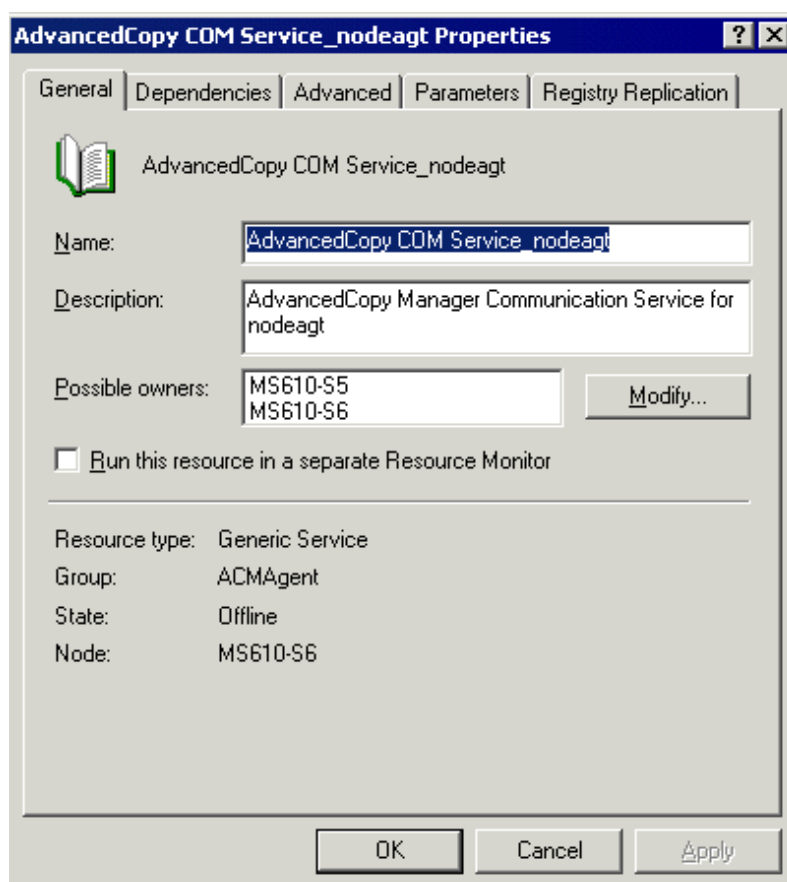 AdvancedCopy COM Service_nodeagt Properties
General Dependencies Advanced Parameters Registry Replication
AdvancedCopy COM Service_nodeagt
Name: AdvancedCopy COM Service_nodeagt
Description: AdvancedCopy Manager Communication Service for
nodeagt
Possible owners: MS610-S5
MS610-S6
Modify...
Run this resource in a separate Resource Monitor
Resource type: Generic Service
Group: ACMAgent
State: Offline
Node: MS610-S6
OK Cancel Apply